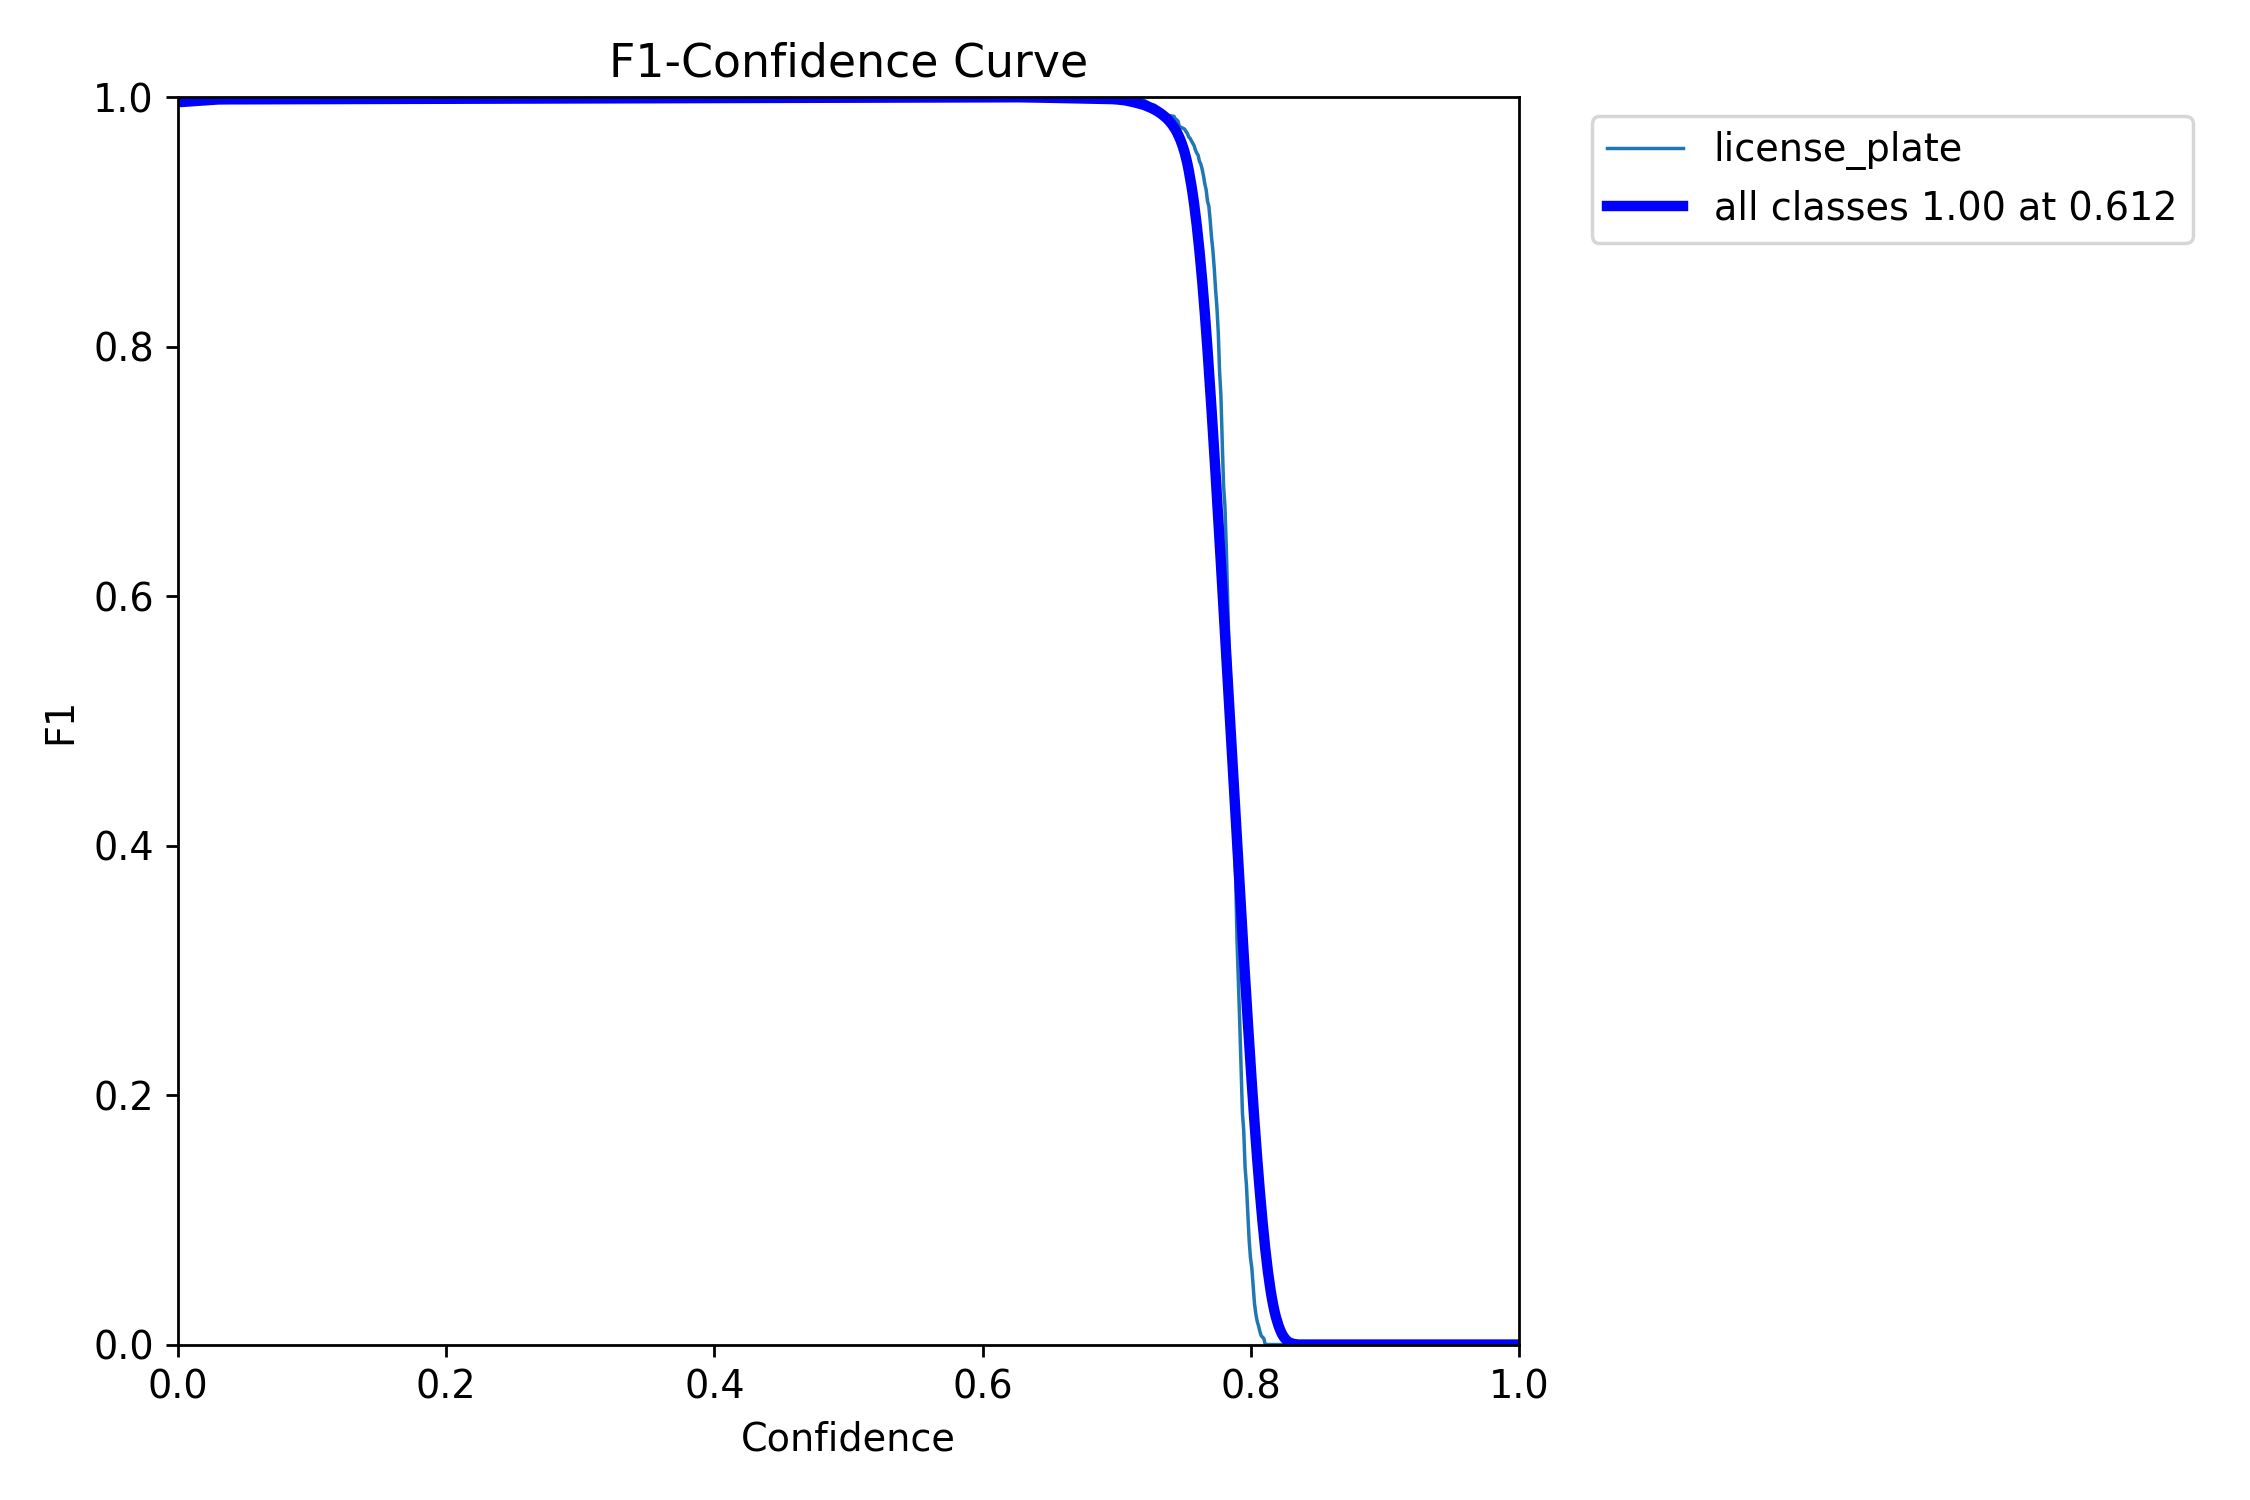 F1-Confidence Curve
1.0
0.8
0.6
0.4
0.2
0.0
F1
0.0 0.2 0.4 0.6 0.8 1.0
Confidence
license_plate
all classes 1.00 at 0.612